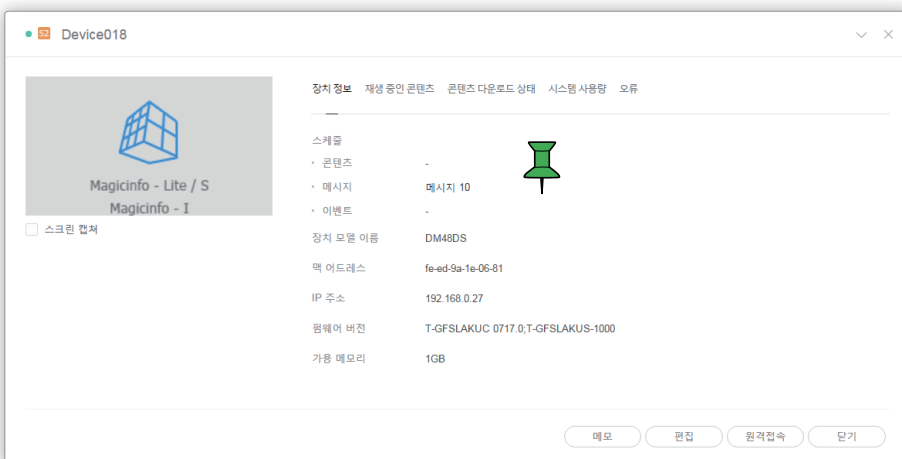 S2 Device018
장치 정보 재생 중인 콘텐츠 콘텐츠 다운로드 상태 시스템 사용량 오류
Magicinfo - Lite / S
Magicinfo - I
스크린 캡쳐
스케줄
· 콘텐츠 -
· 메시지 메시지 10
· 이벤트 -
장치 모델 이름 DM48DS
맥 어드레스 fe-ed-9a-1e-06-81
IP 주소 192.168.0.27
펌웨어 버전 T-GFSLAKUC 0717.0;T-GFSLAKUS-1000
가용 메모리 1GB
메모 편집 원격접속 닫기